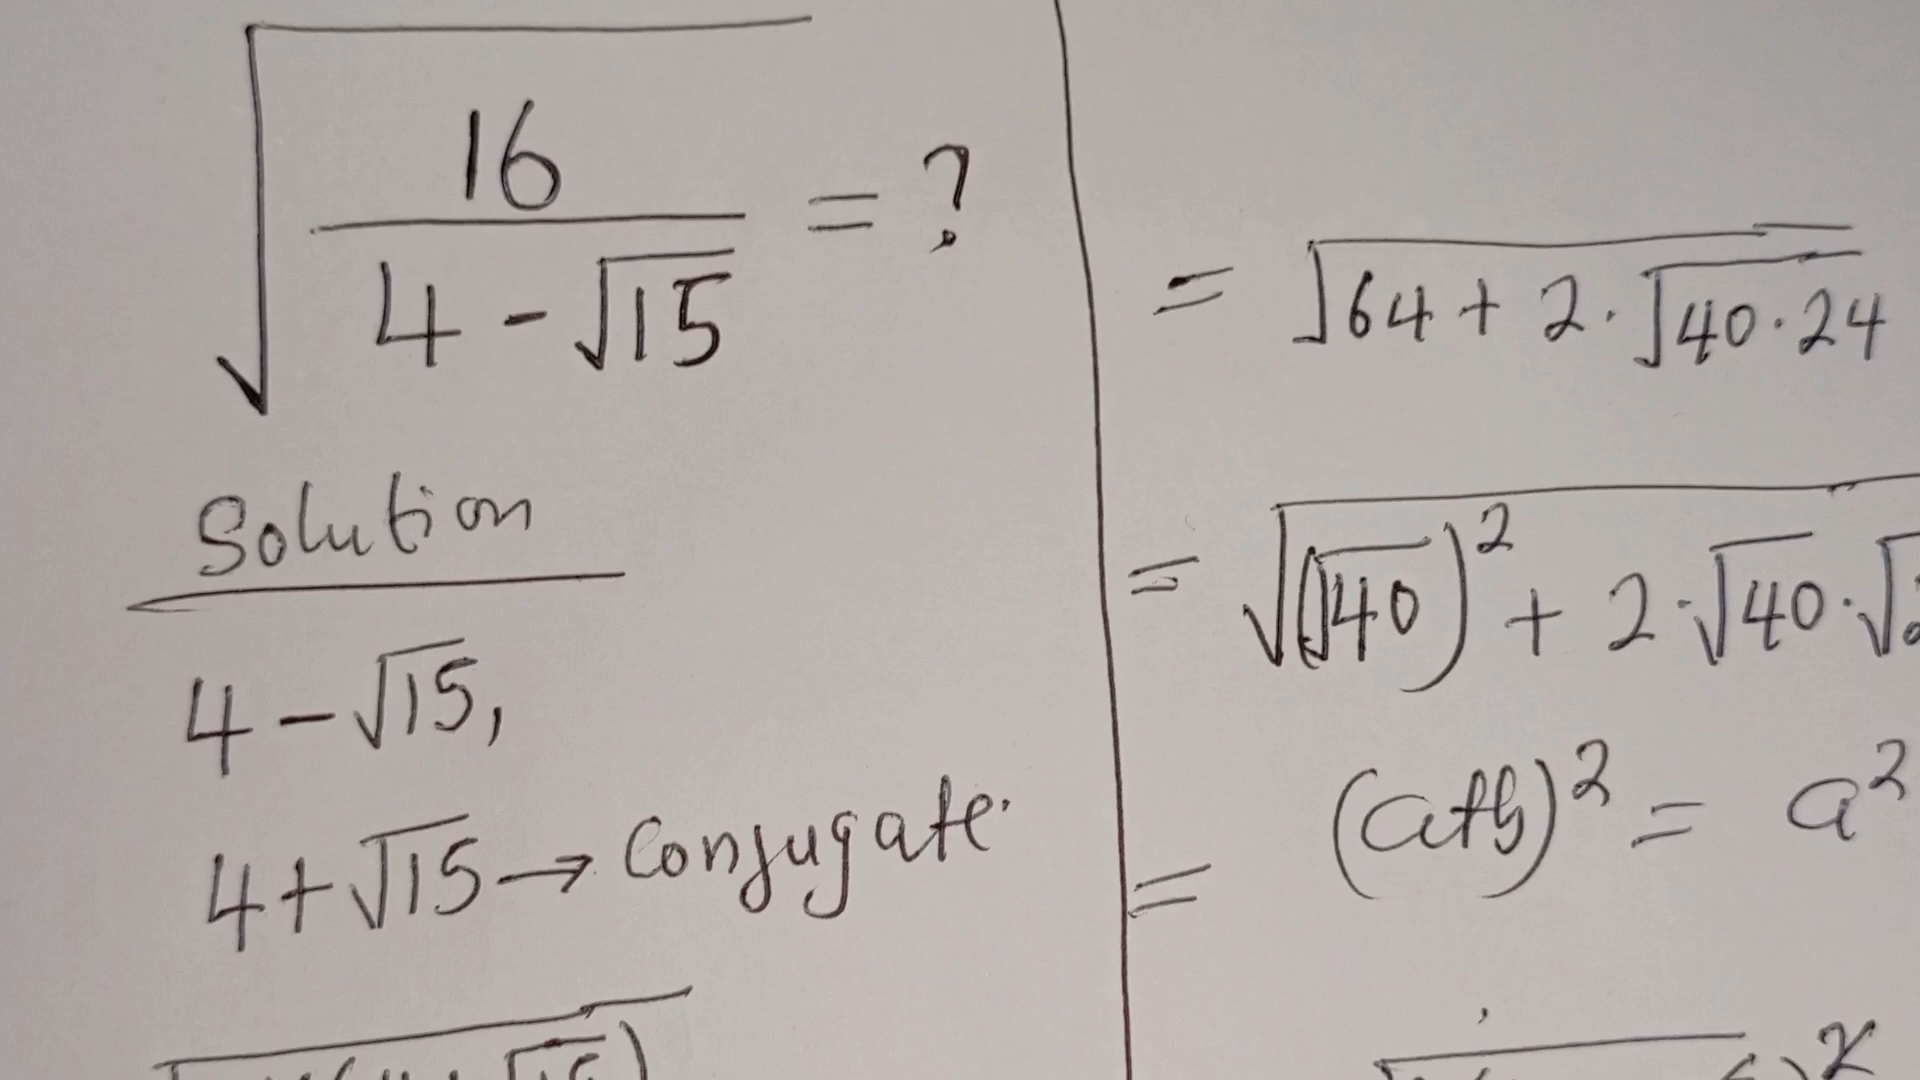 √(16/(4-√15)) = ?
Solution
4-√15,
4+√15 → Conjugate.
= √(64+2·√(40·24
= √((√40)²+2·√40·√2
(a+b)² = a²
=